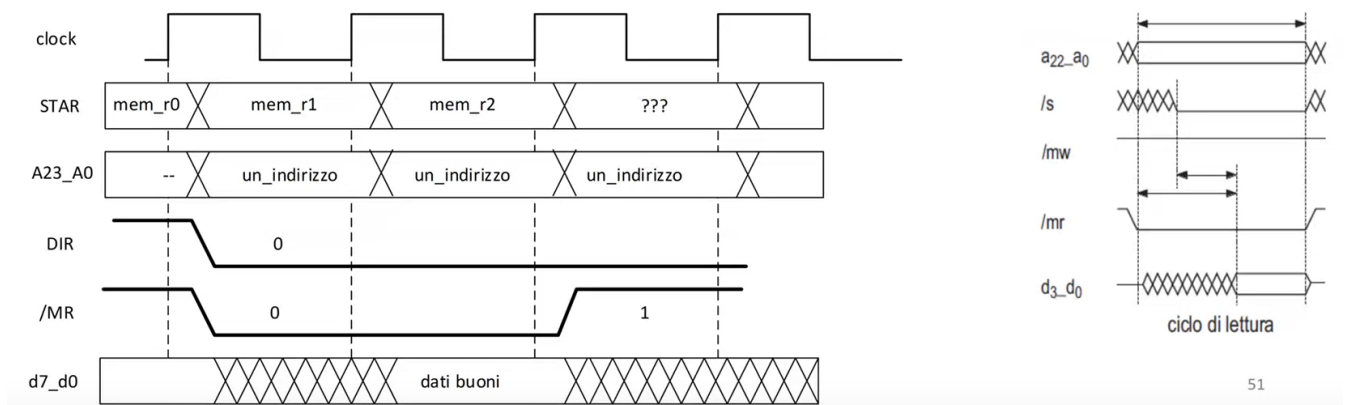 clock
STAR mem_r0 mem_r1 mem_r2 ???
A23_A0 -- un_indirizzo un_indirizzo un_indirizzo
DIR 0
/MR 0 1
d7_d0 dati buoni
a22_a0
/s
/mw
/mr
d3_d0
ciclo di lettura
51